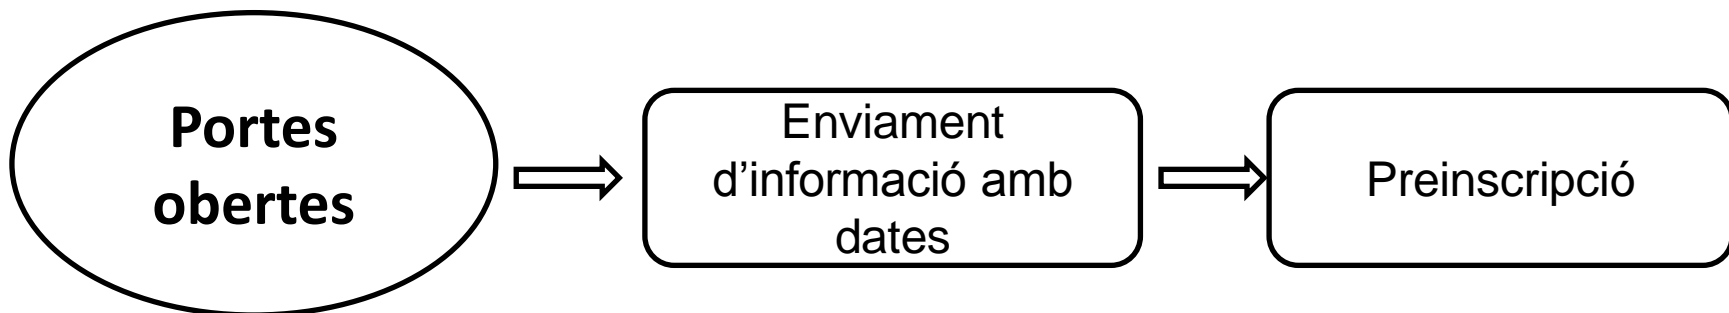 Portes
obertes
Enviament
d’informació amb
dates
Preinscripció